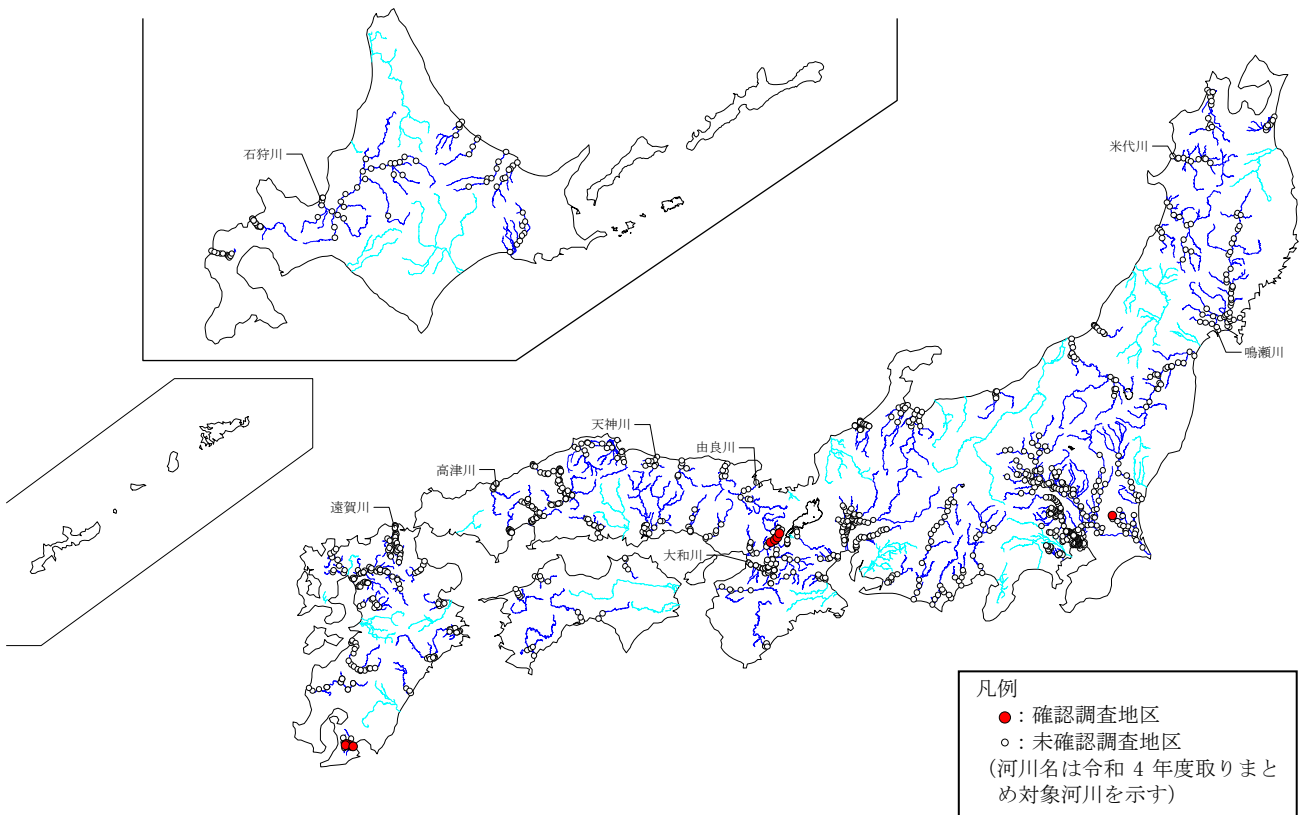 石狩川
米代川
鳴瀬川
天神川
由良川
高津川
遠賀川
大和川
凡例
●：確認調査地区
○：未確認調査地区
(河川名は令和 4 年度取りまと
め対象河川を示す)